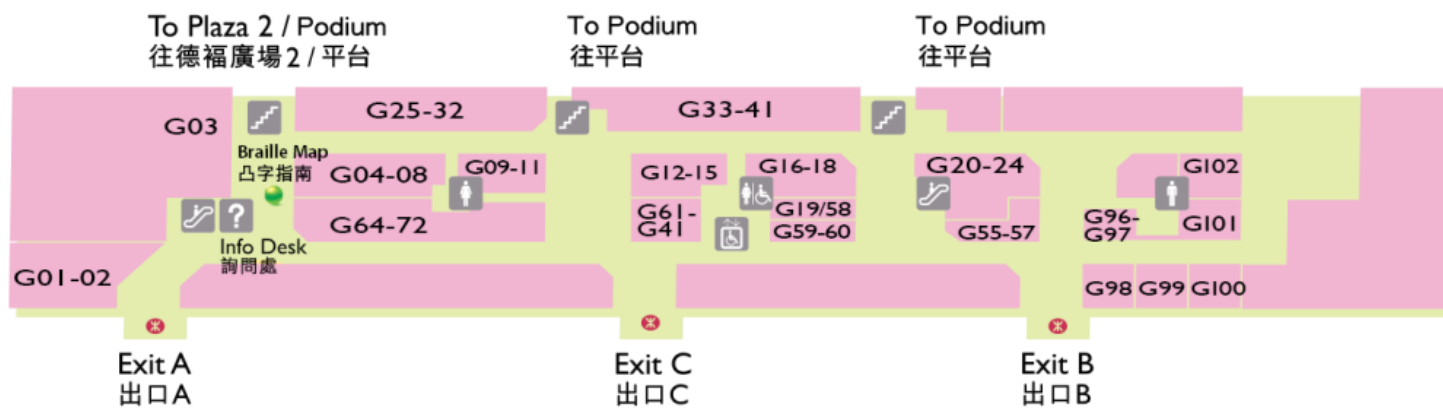 To Plaza 2 / Podium
往德福廣場2 / 平台
To Podium
往平台
To Podium
往平台
G03
G25-32
G33-41
Braille Map
凸字指南
G04-08
G09-11
G12-15
G16-18
G20-24
G102
G64-72
G61-
G41
G19/58
G59-60
G55-57
G96-
G97
G101
?
Info Desk
詢問處
G01-02
G98
G99
G100
Exit A
出口A
Exit C
出口C
Exit B
出口B